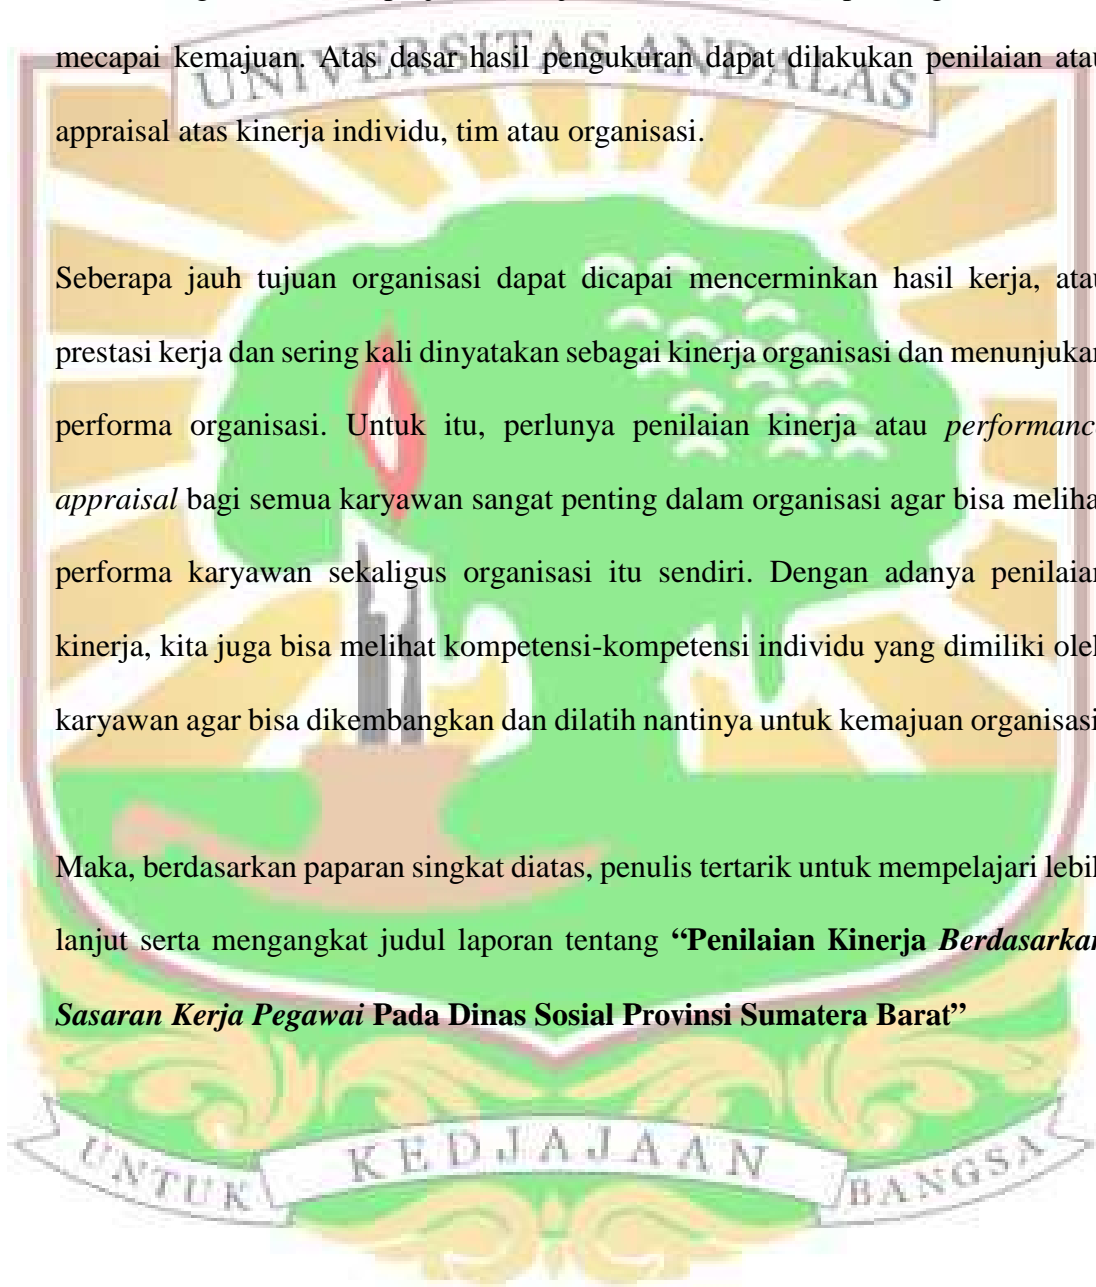 UNIVERSITAS ANDALAS
mecapai kemajuan. Atas dasar hasil pengukuran dapat dilakukan penilaian atau
appraisal atas kinerja individu, tim atau organisasi.
Seberapa jauh tujuan organisasi dapat dicapai mencerminkan hasil kerja, atau
prestasi kerja dan sering kali dinyatakan sebagai kinerja organisasi dan menunjukan
performa organisasi. Untuk itu, perlunya penilaian kinerja atau performance
appraisal bagi semua karyawan sangat penting dalam organisasi agar bisa melihat
performa karyawan sekaligus organisasi itu sendiri. Dengan adanya penilaian
kinerja, kita juga bisa melihat kompetensi-kompetensi individu yang dimiliki oleh
karyawan agar bisa dikembangkan dan dilatih nantinya untuk kemajuan organisasi
Maka, berdasarkan paparan singkat diatas, penulis tertarik untuk mempelajari lebih
lanjut serta mengangkat judul laporan tentang “Penilaian Kinerja Berdasarkan
Sasaran Kerja Pegawai Pada Dinas Sosial Provinsi Sumatera Barat”
UNTUK KEDJAJAAN BANGSA